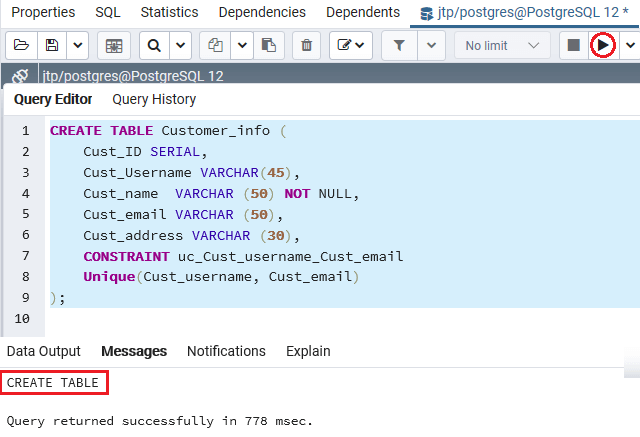 Properties SQL Statistics Dependencies Dependents jtp/postgres@PostgreSQL 12 *
No limit
jtp/postgres@PostgreSQL 12
Query Editor Query History
1 CREATE TABLE Customer_info (
2 Cust_ID SERIAL,
3 Cust_Username VARCHAR(45),
4 Cust_name VARCHAR (50) NOT NULL,
5 Cust_email VARCHAR (50),
6 Cust_address VARCHAR (30),
7 CONSTRAINT uc_Cust_username_Cust_email
8 Unique(Cust_username, Cust_email)
9 );
10
Data Output Messages Notifications Explain
CREATE TABLE
Query returned successfully in 778 msec.